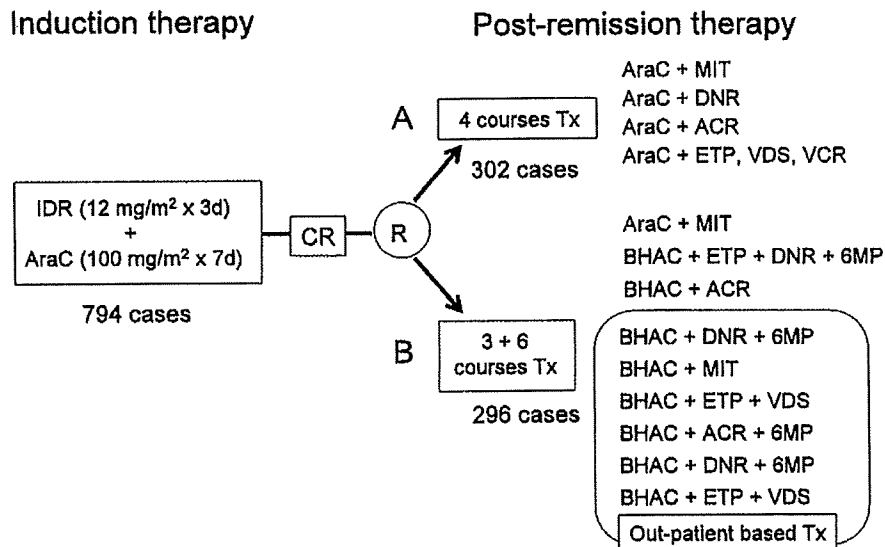 Induction therapy
Post-remission therapy
IDR (12 mg/m² x 3d)
+
AraC (100 mg/m² x 7d)
794 cases
CR
R
A
4 courses Tx
302 cases
AraC + MIT
AraC + DNR
AraC + ACR
AraC + ETP, VDS, VCR
B
3 + 6
courses Tx
296 cases
AraC + MIT
BHAC + ETP + DNR + 6MP
BHAC + ACR
BHAC + DNR + 6MP
BHAC + MIT
BHAC + ETP + VDS
BHAC + ACR + 6MP
BHAC + DNR + 6MP
BHAC + ETP + VDS
Out-patient based Tx